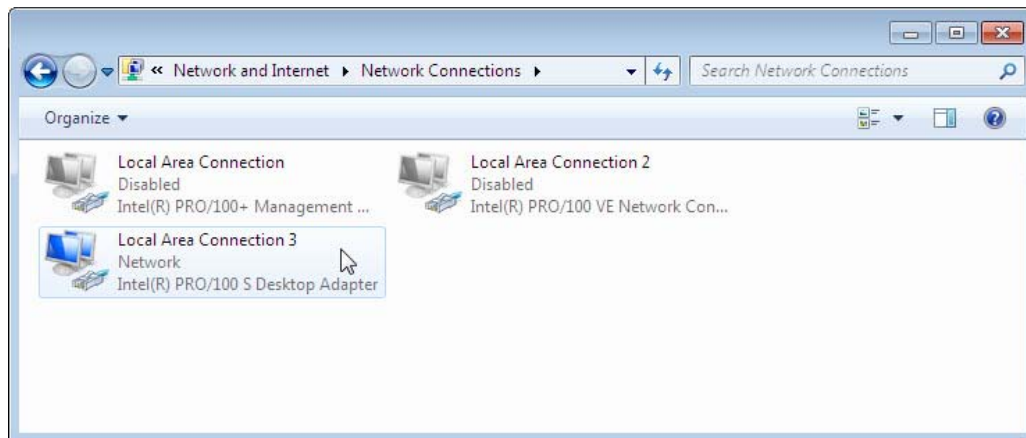 « Network and Internet ▸ Network Connections ▸
Search Network Connections
Organize
Local Area Connection
Disabled
Intel(R) PRO/100+ Management ...
Local Area Connection 2
Disabled
Intel(R) PRO/100 VE Network Con...
Local Area Connection 3
Network
Intel(R) PRO/100 S Desktop Adapter